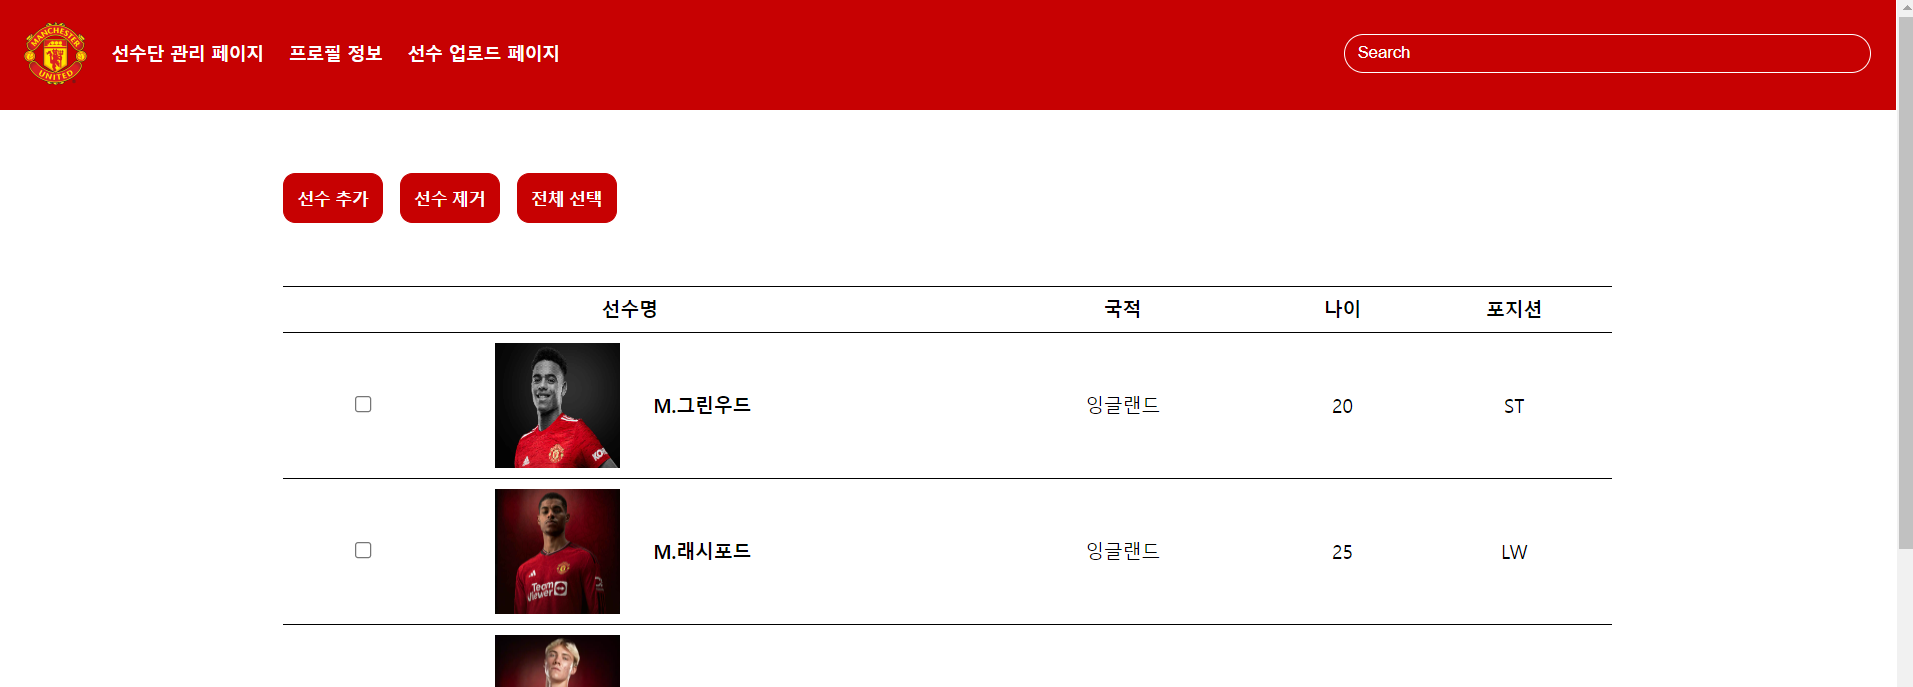 MANCHESTER
UNITED
선수단 관리 페이지 프로필 정보 선수 업로드 페이지 Search
선수 추가 선수 제거 전체 선택
선수명 국적 나이 포지션
M.그린우드 잉글랜드 20 ST
KOH
M.래시포드 잉글랜드 25 LW
Team
Viewer